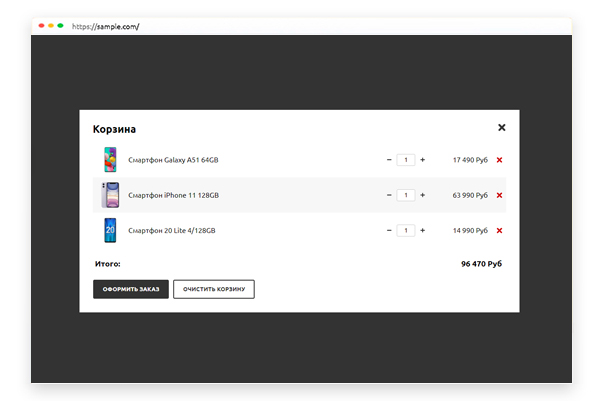 https://sample.com/
Корзина
Смартфон Galaxy A51 64GB 1 17 490 Руб
Смартфон iPhone 11 128GB 1 63 990 Руб
20 Смартфон 20 Lite 4/128GB 1 14 990 Руб
Итого: 96 470 Руб
ОФОРМИТЬ ЗАКАЗ ОЧИСТИТЬ КОРЗИНУ